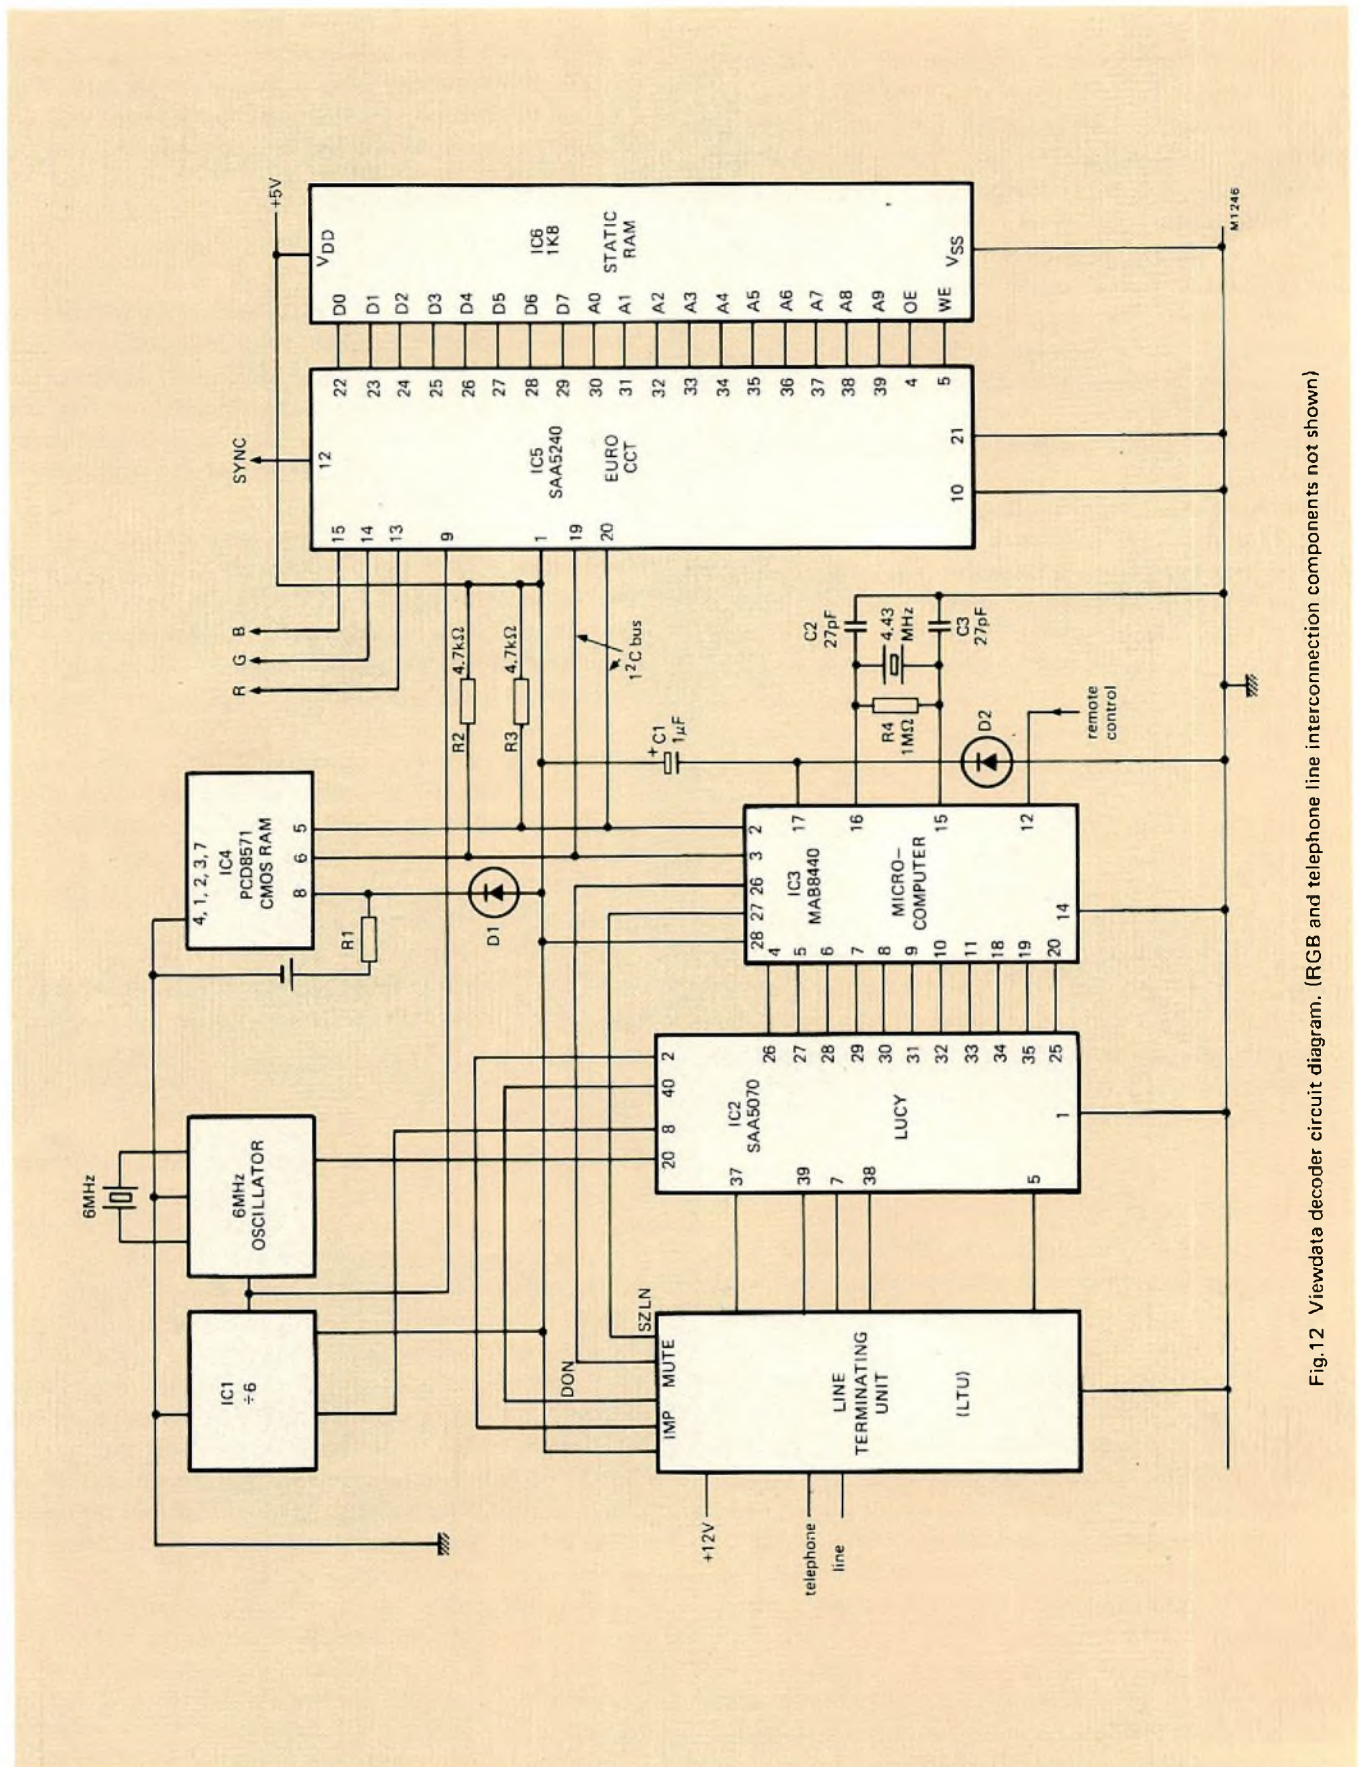 6MHz
IC1
÷6
6MHz
OSCILLATOR
4, 1, 2, 3, 7
IC4
PCD8571
CMOS RAM
8
6
5
R1
D1
R2
4.7kΩ
R3
4.7kΩ
R
G
B
SYNC
+5V
15
14
13
9
1
19
20
12
IC5
SAA5240
EURO
CCT
10
21
22
23
24
25
26
27
28
29
30
31
32
33
34
35
36
37
38
39
4
5
VDD
D0
D1
D2
D3
D4
D5
D6
D7
A0
A1
A2
A3
A4
A5
A6
A7
A8
A9
OE
WE
IC6
1K8
STATIC
RAM
VSS
I²C bus
+
C1
1μF
C2
27pF
4.43
MHz
C3
27pF
R4
1MΩ
D2
remote
control
DON
SZLN
IMP
MUTE
LINE
TERMINATING
UNIT
(LTU)
+12V
telephone
line
20
8
40
2
IC2
SAA5070
LUCY
37
39
7
38
5
26
27
28
29
30
31
32
33
34
35
25
1
28
27
26
3
2
4
5
6
7
8
9
10
11
18
19
20
IC3
MAB8440
MICRO–
COMPUTER
17
16
15
12
14
M1246
Fig.12 Viewdata decoder circuit diagram. (RGB and telephone line interconnection components not shown)